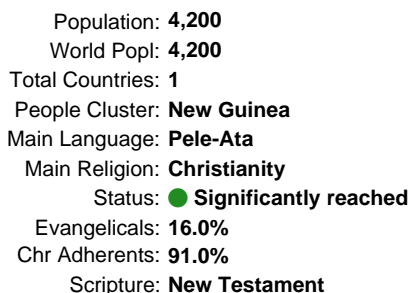 Population: 4,200
World Popl: 4,200
Total Countries: 1
People Cluster: New Guinea
Main Language: Pele-Ata
Main Religion: Christianity
Status: Significantly reached
Evangelicals: 16.0%
Chr Adherents: 91.0%
Scripture: New Testament